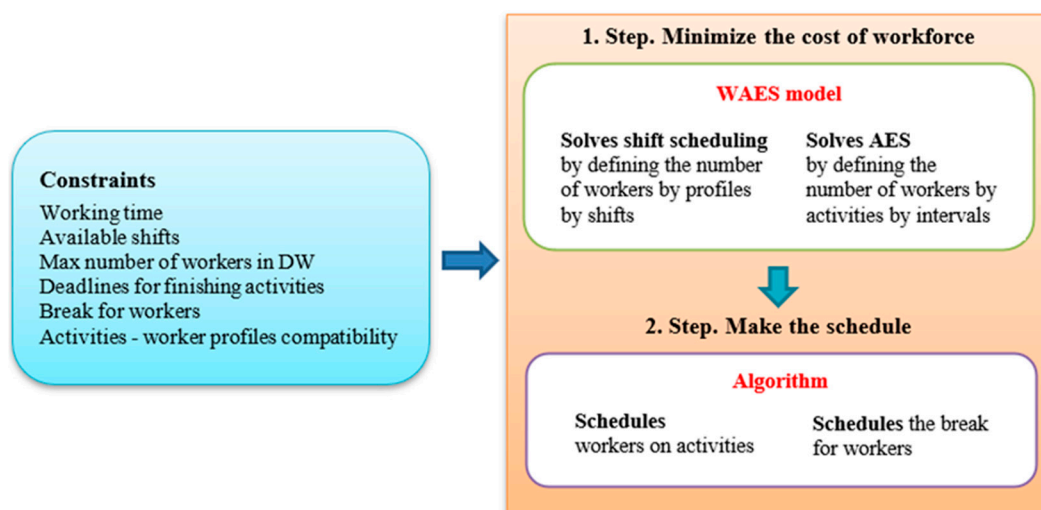 Constraints
Working time
Available shifts
Max number of workers in DW
Deadlines for finishing activities
Break for workers
Activities - worker profiles compatibility
1. Step. Minimize the cost of workforce
WAES model
Solves shift scheduling
by defining the number
of workers by profiles
by shifts
Solves AES
by defining the
number of workers by
activities by intervals
2. Step. Make the schedule
Algorithm
Schedules
workers on activities
Schedules the break
for workers